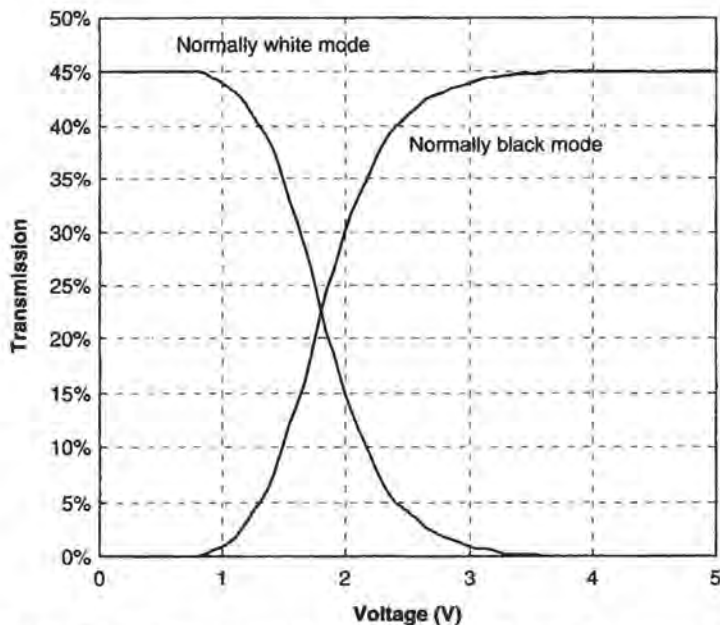 50%
Normally white mode
45%
40%
Normally black mode
35%
30%
25%
20%
15%
10%
5%
0%
Transmission
0 1 2 3 4 5
Voltage (V)